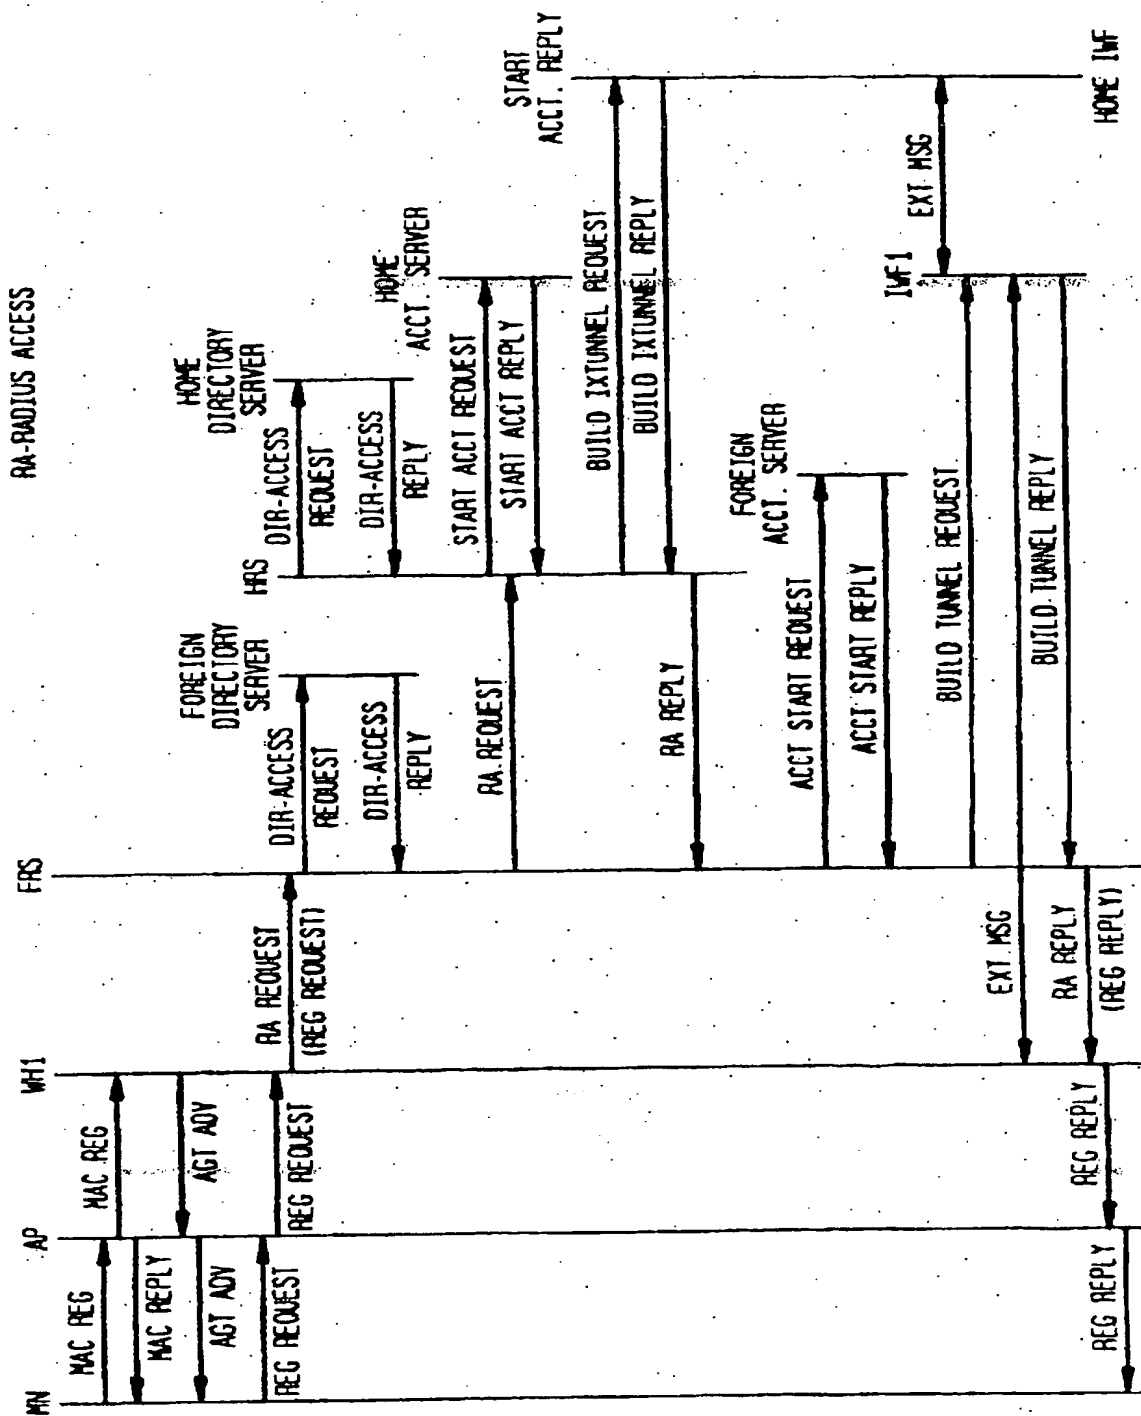 RA-RADIUS ACCESS
MN
AP
WH1
FRS
FOREIGN
DIRECTORY
SERVER
HRS
HOME
DIRECTORY
SERVER
HOME
ACCT. SERVER
START
ACCT. REPLY
MAC REG
MAC REG
MAC REPLY
AGT ADV
AGT ADV
REG REQUEST
REG REQUEST
RA REQUEST
(REG REQUEST)
DIR-ACCESS
REQUEST
DIR-ACCESS
REPLY
DIR-ACCESS
REQUEST
DIR-ACCESS
REPLY
RA REQUEST
START ACCT REQUEST
START ACCT REPLY
BUILD IXTUNNEL REQUEST
BUILD IXTUNNEL REPLY
RA REPLY
FOREIGN
ACCT. SERVER
ACCT START REQUEST
ACCT START REPLY
IWF1
EXT MSG
BUILD TUNNEL REQUEST
BUILD TUNNEL REPLY
EXT MSG
RA REPLY
(REG REPLY)
REG REPLY
REG REPLY
HOME IWF